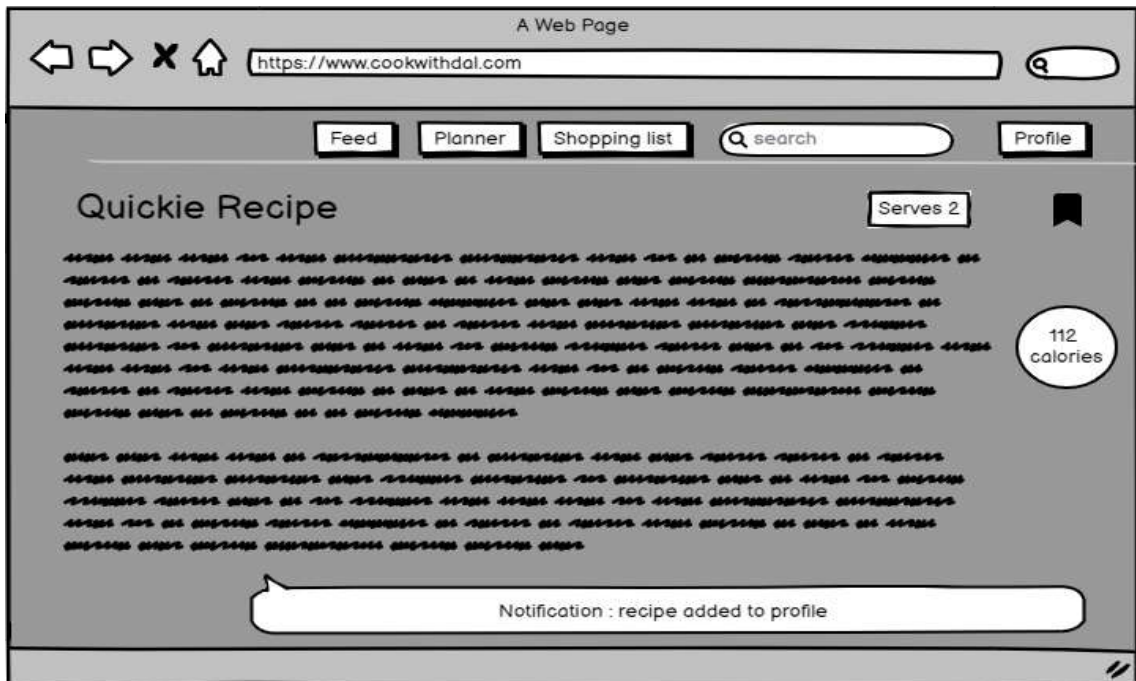 A Web Page
https://www.cookwithdal.com
Feed Planner Shopping list search Profile
Quickie Recipe Serves 2
112
calories
Notification : recipe added to profile